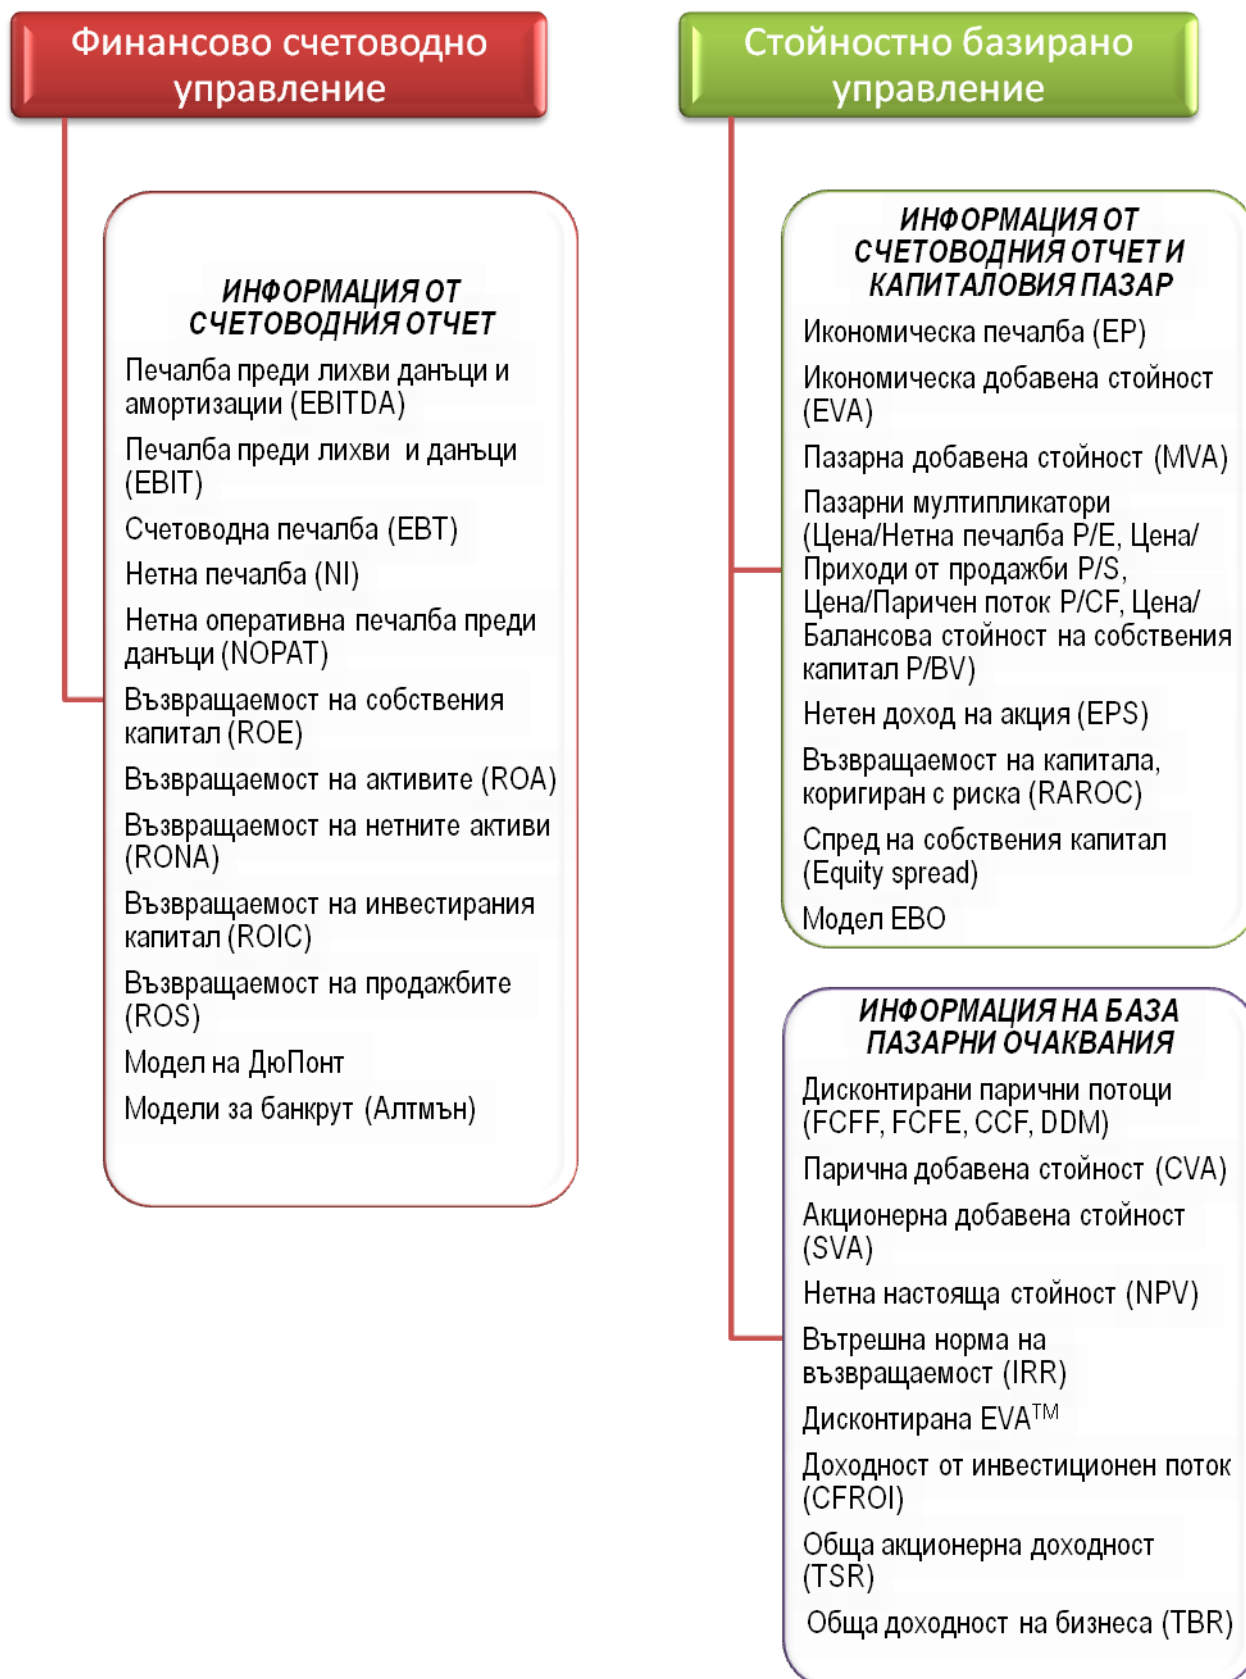 Финансово счетоводно
управление
ИНФОРМАЦИЯ ОТ
СЧЕТОВОДНИЯ ОТЧЕТ
Печалба преди лихви данъци и
амортизации (EBITDA)
Печалба преди лихви и данъци
(EBIT)
Счетоводна печалба (EBT)
Нетна печалба (NI)
Нетна оперативна печалба преди
данъци (NOPAT)
Възвращаемост на собствения
капитал (ROE)
Възвращаемост на активите (ROA)
Възвращаемост на нетните активи
(RONA)
Възвращаемост на инвестирания
капитал (ROIC)
Възвращаемост на продажбите
(ROS)
Модел на ДюПонт
Модели за банкрут (Алтмън)
Стойностно базирано
управление
ИНФОРМАЦИЯ ОТ
СЧЕТОВОДНИЯ ОТЧЕТ И
КАПИТАЛОВИЯ ПАЗАР
Икономическа печалба (EP)
Икономическа добавена стойност
(EVA)
Пазарна добавена стойност (MVA)
Пазарни мултипликатори
(Цена/Нетна печалба P/E, Цена/
Приходи от продажби P/S,
Цена/Паричен поток P/CF, Цена/
Балансова стойност на собствения
капитал P/BV)
Нетен доход на акция (EPS)
Възвращаемост на капитала,
коригиран с риска (RAROC)
Спред на собствения капитал
(Equity spread)
Модел EBO
ИНФОРМАЦИЯ НА БАЗА
ПАЗАРНИ ОЧАКВАНИЯ
Дисконтирани парични потоци
(FCFF, FCFE, CCF, DDM)
Парична добавена стойност (CVA)
Акционерна добавена стойност
(SVA)
Нетна настояща стойност (NPV)
Вътрешна норма на
възвращаемост (IRR)
Дисконтирана EVA™
Доходност от инвестиционен поток
(CFROI)
Обща акционерна доходност
(TSR)
Обща доходност на бизнеса (TBR)